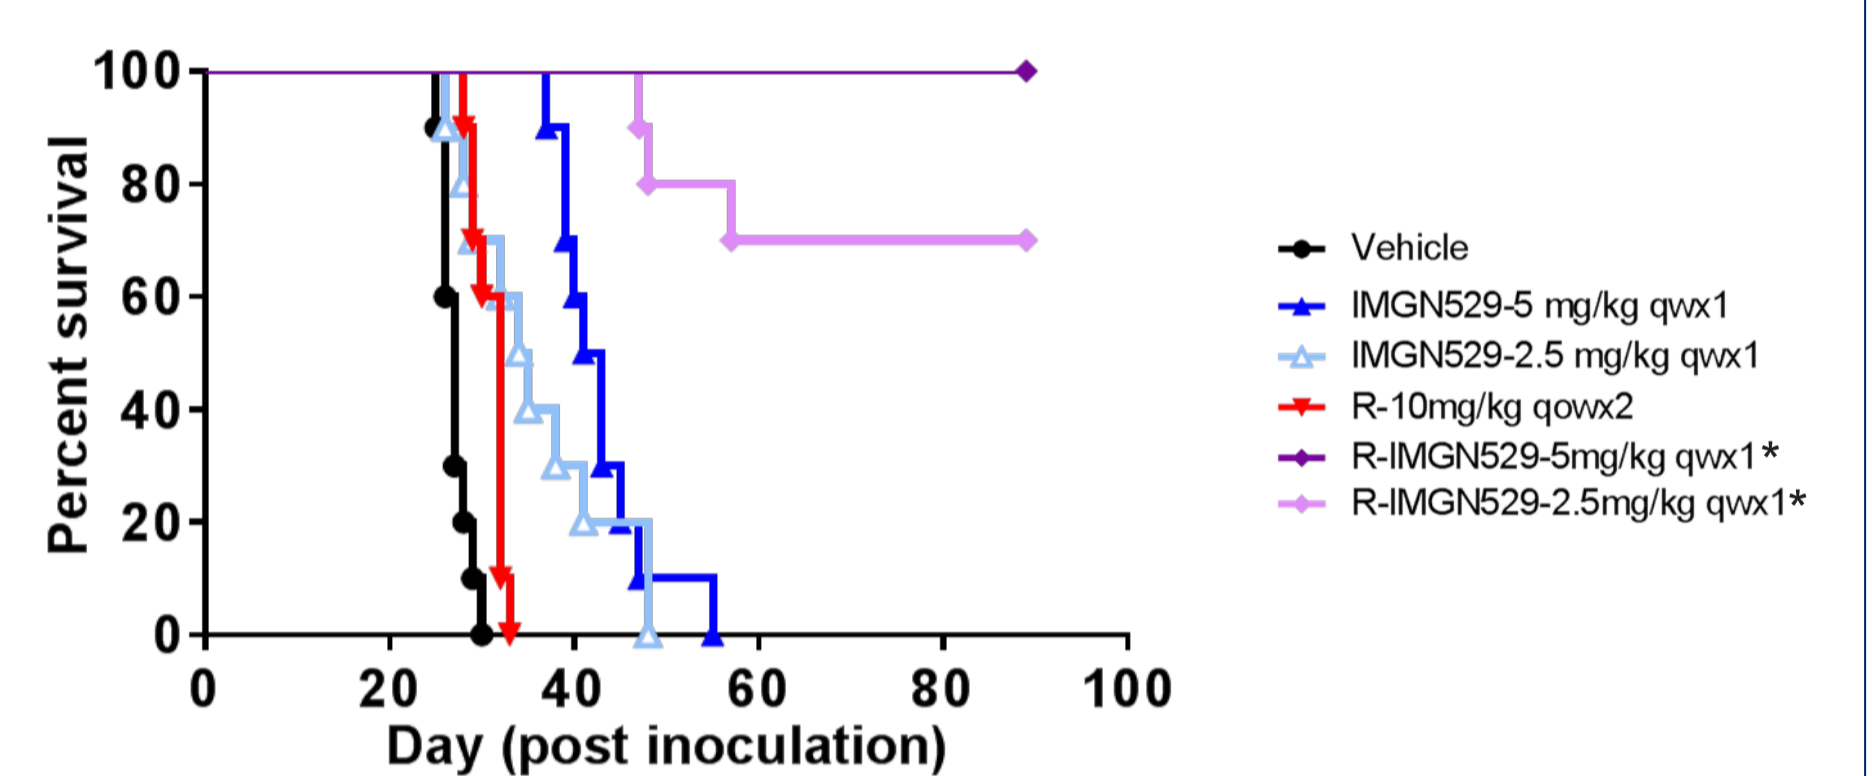 Percent survival
100
80
60
40
20
0
0 20 40 60 80 100
Day (post inoculation)
Vehicle
IMGN529-5 mg/kg qwx1
IMGN529-2.5 mg/kg qwx1
R-10mg/kg qowx2
R-IMGN529-5mg/kg qwx1*
R-IMGN529-2.5mg/kg qwx1*